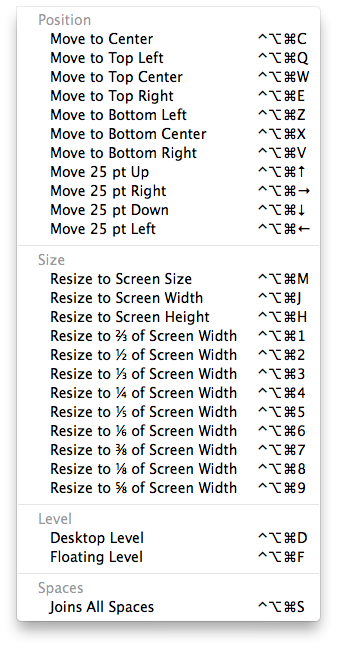 Position
Move to Center ^⌥⌘C
Move to Top Left ^⌥⌘Q
Move to Top Center ^⌥⌘W
Move to Top Right ^⌥⌘E
Move to Bottom Left ^⌥⌘Z
Move to Bottom Center ^⌥⌘X
Move to Bottom Right ^⌥⌘V
Move 25 pt Up ^⌥⌘↑
Move 25 pt Right ^⌥⌘→
Move 25 pt Down ^⌥⌘↓
Move 25 pt Left ^⌥⌘←
Size
Resize to Screen Size ^⌥⌘M
Resize to Screen Width ^⌥⌘J
Resize to Screen Height ^⌥⌘H
Resize to ⅔ of Screen Width ^⌥⌘1
Resize to ½ of Screen Width ^⌥⌘2
Resize to ⅓ of Screen Width ^⌥⌘3
Resize to ¼ of Screen Width ^⌥⌘4
Resize to ⅕ of Screen Width ^⌥⌘5
Resize to ⅙ of Screen Width ^⌥⌘6
Resize to ⅜ of Screen Width ^⌥⌘7
Resize to ⅛ of Screen Width ^⌥⌘8
Resize to ⅝ of Screen Width ^⌥⌘9
Level
Desktop Level ^⌥⌘D
Floating Level ^⌥⌘F
Spaces
Joins All Spaces ^⌥⌘S